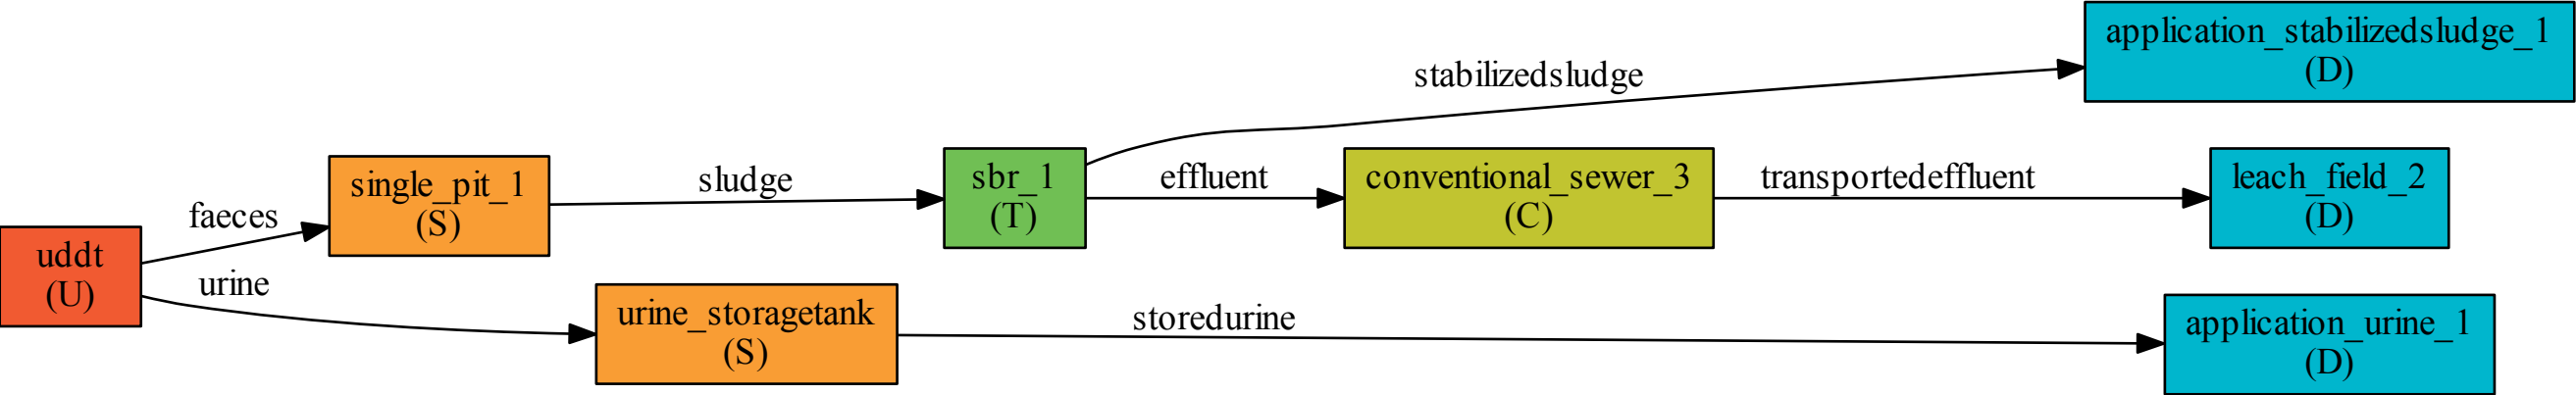 uddt
(U)
faeces
urine
single_pit_1
(S)
urine_storagetank
(S)
sludge
storedurine
sbr_1
(T)
stabilizedsludge
effluent
conventional_sewer_3
(C)
transportedeffluent
application_stabilizedsludge_1
(D)
leach_field_2
(D)
application_urine_1
(D)